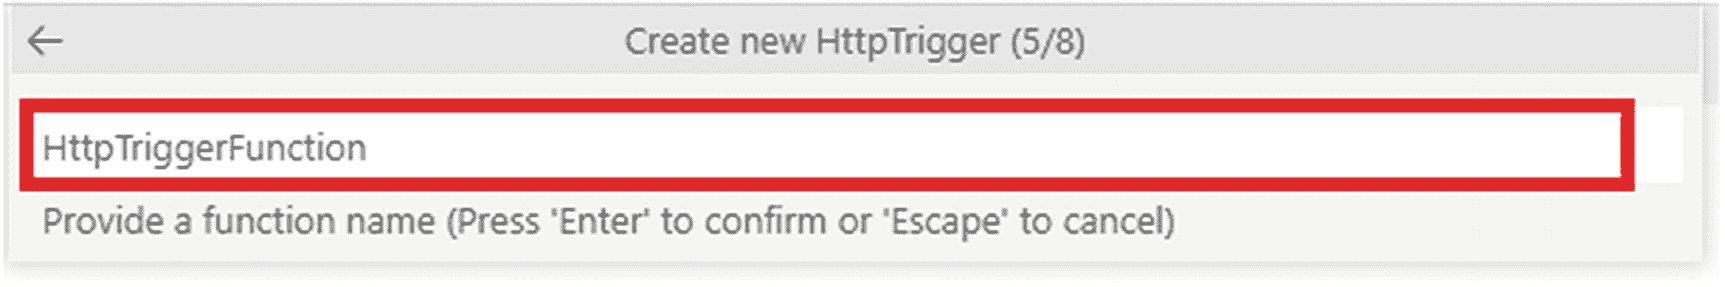 Create new HttpTrigger (5/8)
HttpTriggerFunction
Provide a function name (Press 'Enter' to confirm or 'Escape' to cancel)